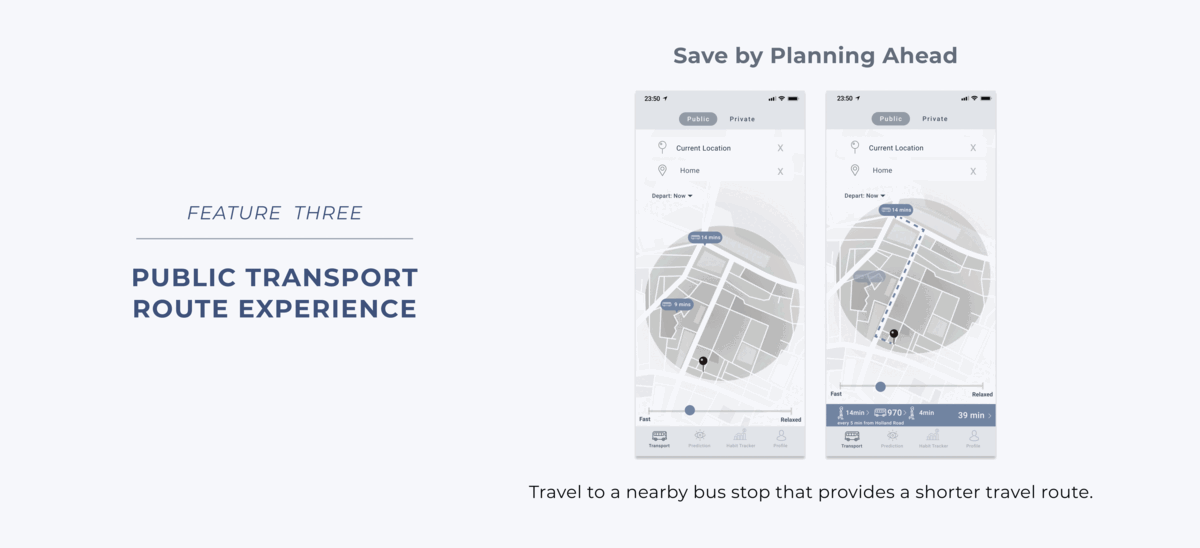 Save by Planning Ahead
FEATURE THREE
PUBLIC TRANSPORT
ROUTE EXPERIENCE
23:50
Public Private
Current Location X
Home X
Depart: Now
14 mins
9 mins
Fast Relaxed
Transport Prediction Habit Tracker Profile
23:50
Public Private
Current Location X
Home X
Depart: Now
14 mins
Fast Relaxed
14min > 970 > 4min 39 min >
every 5 min from Holland Road
Transport Prediction Habit Tracker Profile
Travel to a nearby bus stop that provides a shorter travel route.